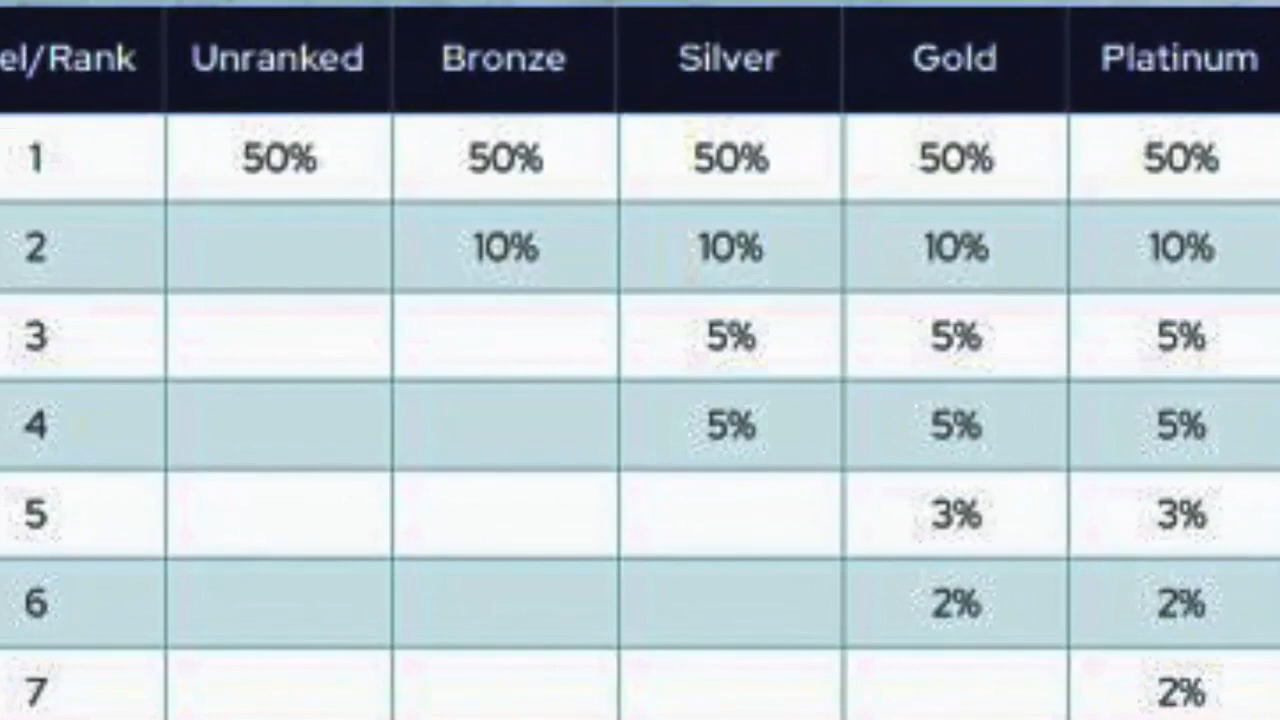 el/Rank Unranked Bronze Silver Gold Platinum
1 50% 50% 50% 50% 50%
2 10% 10% 10% 10%
3 5% 5% 5%
4 5% 5% 5%
5 3% 3%
6 2% 2%
7 2%